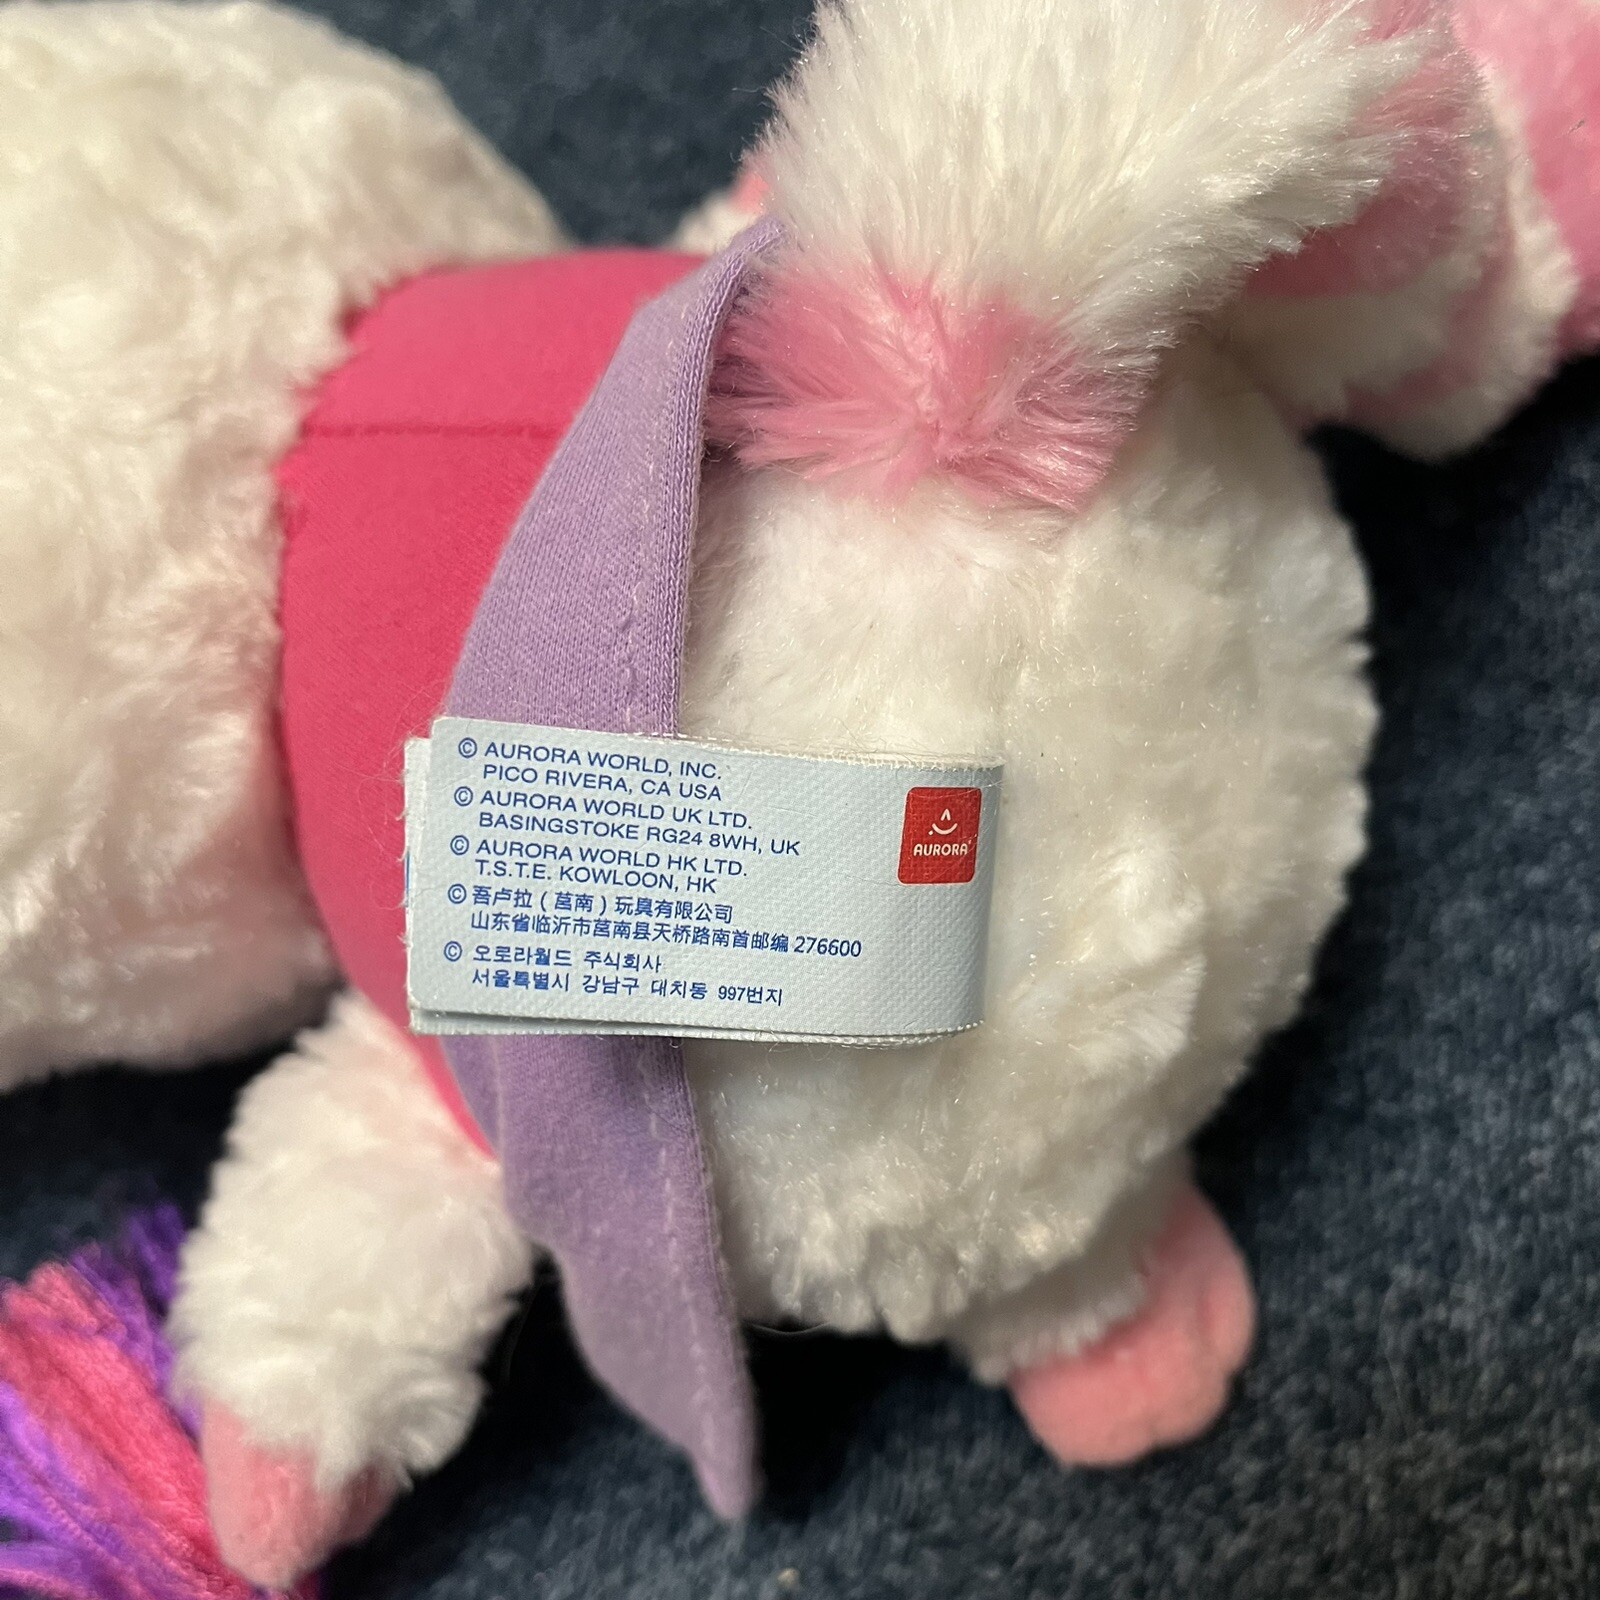 © AURORA WORLD, INC.
PICO RIVERA, CA USA
© AURORA WORLD UK LTD.
BASINGSTOKE RG24 8WH, UK
© AURORA WORLD HK LTD.
T.S.T.E. KOWLOON, HK
© 吾卢拉（莒南）玩具有限公司
山东省临沂市莒南县天桥路南首邮编 276600
© 오로라월드 주식회사
서울특별시 강남구 대치동 997번지
AURORA